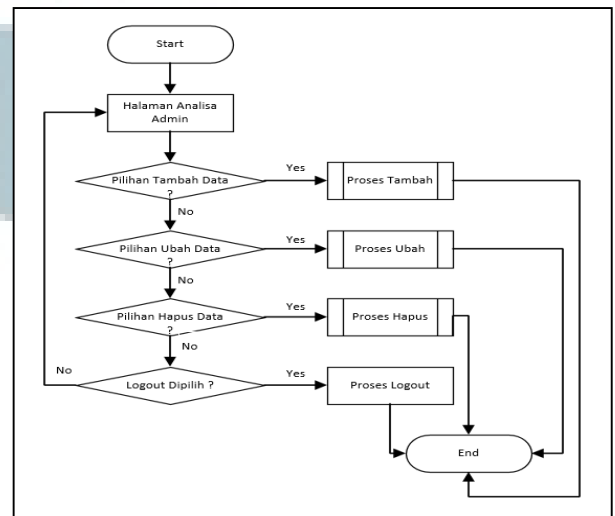 Start
Halaman Analisa
Admin
Pilihan Tambah Data
?
Yes
Proses Tambah
No
Pilihan Ubah Data
?
Yes
Proses Ubah
No
Pilihan Hapus Data
?
Yes
Proses Hapus
No
No
Logout Dipilih ?
Yes
Proses Logout
End